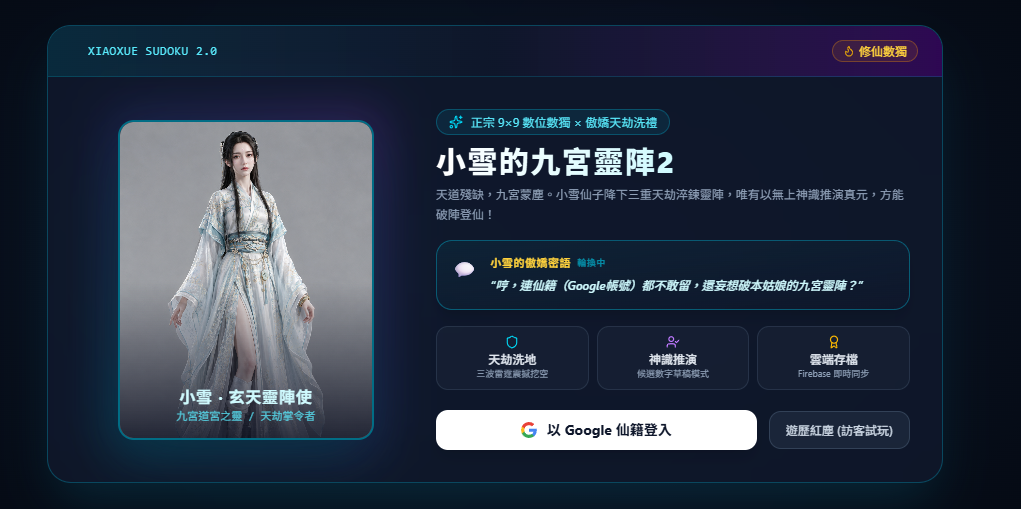 XIAOXUE SUDOKU 2.0
修仙數獨
正宗 9×9 數位數獨 × 傲嬌天劫洗禮
小雪的九宮靈陣2
天道殘缺，九宮蒙塵。小雪仙子降下三重天劫淬鍊靈陣，唯有以無上神識推演真元，方能
破陣登仙！
小雪的傲嬌密語 輪換中
"哼，連仙籍（Google帳號）都不敢留，還妄想破本姑娘的九宮靈陣？"
天劫洗地
三波雷霆震撼挖空
神識推演
候選數字草稿模式
雲端存檔
Firebase 即時同步
小雪 · 玄天靈陣使
九宮道宮之靈 / 天劫掌令者
以 Google 仙籍登入
遊歷紅塵 (訪客試玩)